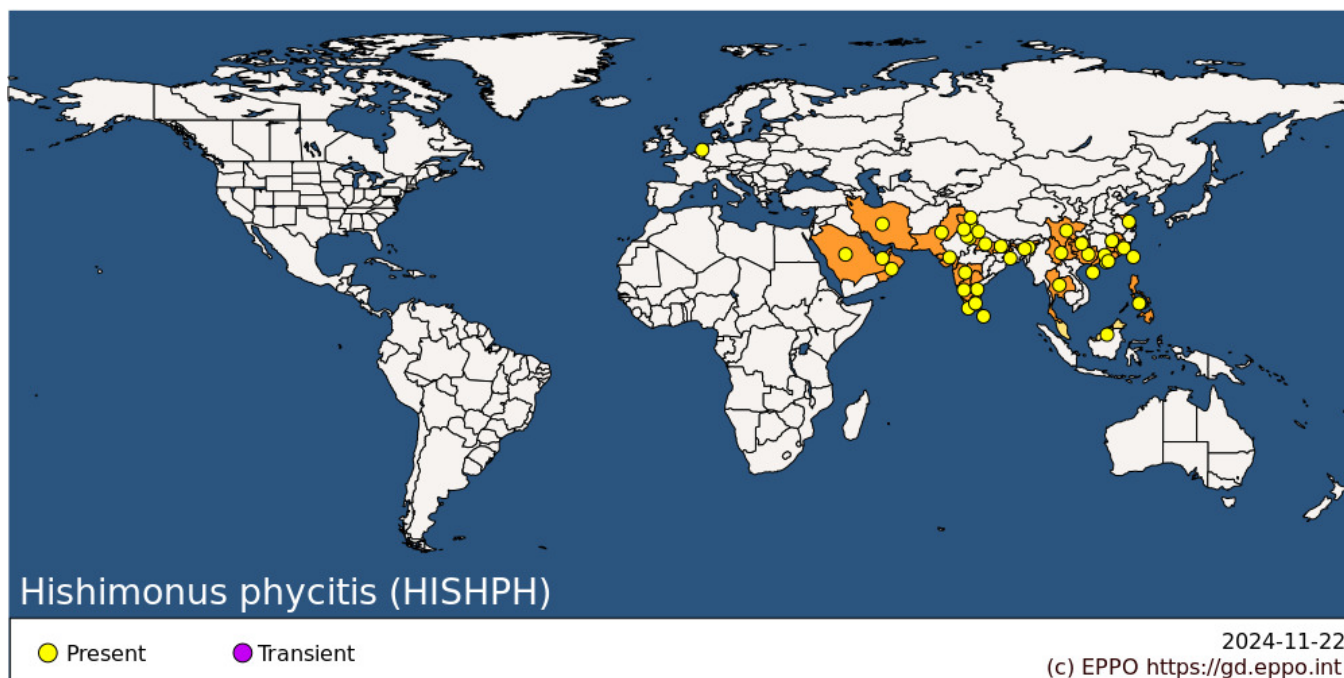 Hishimonus phycitis (HISHPH)
Present
Transient
2024-11-22
(c) EPPO https://gd.eppo.int